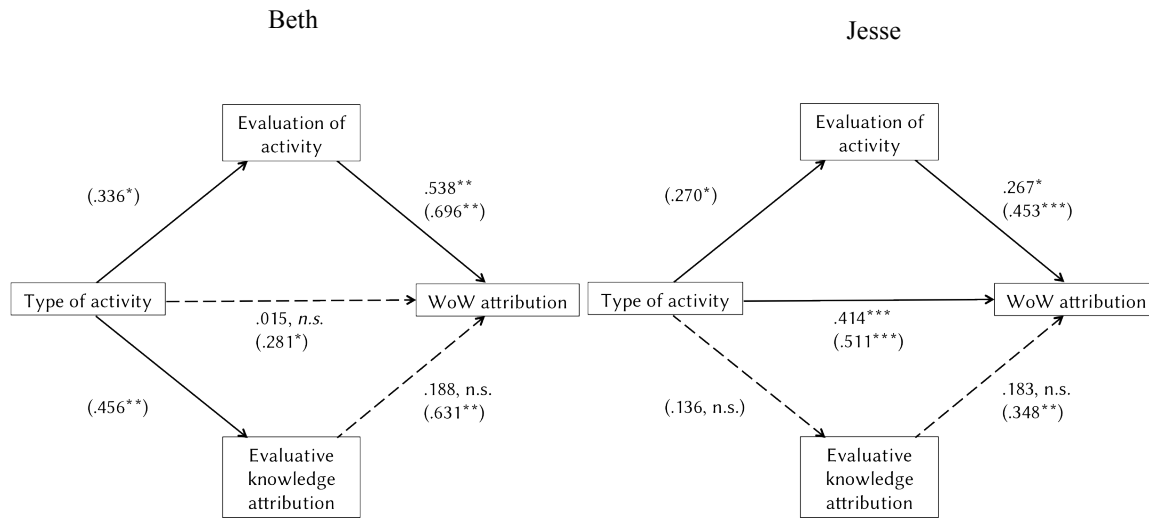 Beth
Evaluation of
activity
(.336*)
.538**
(.696**)
Type of activity
WoW attribution
.015, n.s.
(.281*)
(.456**)
.188, n.s.
(.631**)
Evaluative
knowledge
attribution
Jesse
Evaluation of
activity
(.270*)
.267*
(.453***)
Type of activity
WoW attribution
.414***
(.511***)
(.136, n.s.)
.183, n.s.
(.348**)
Evaluative
knowledge
attribution